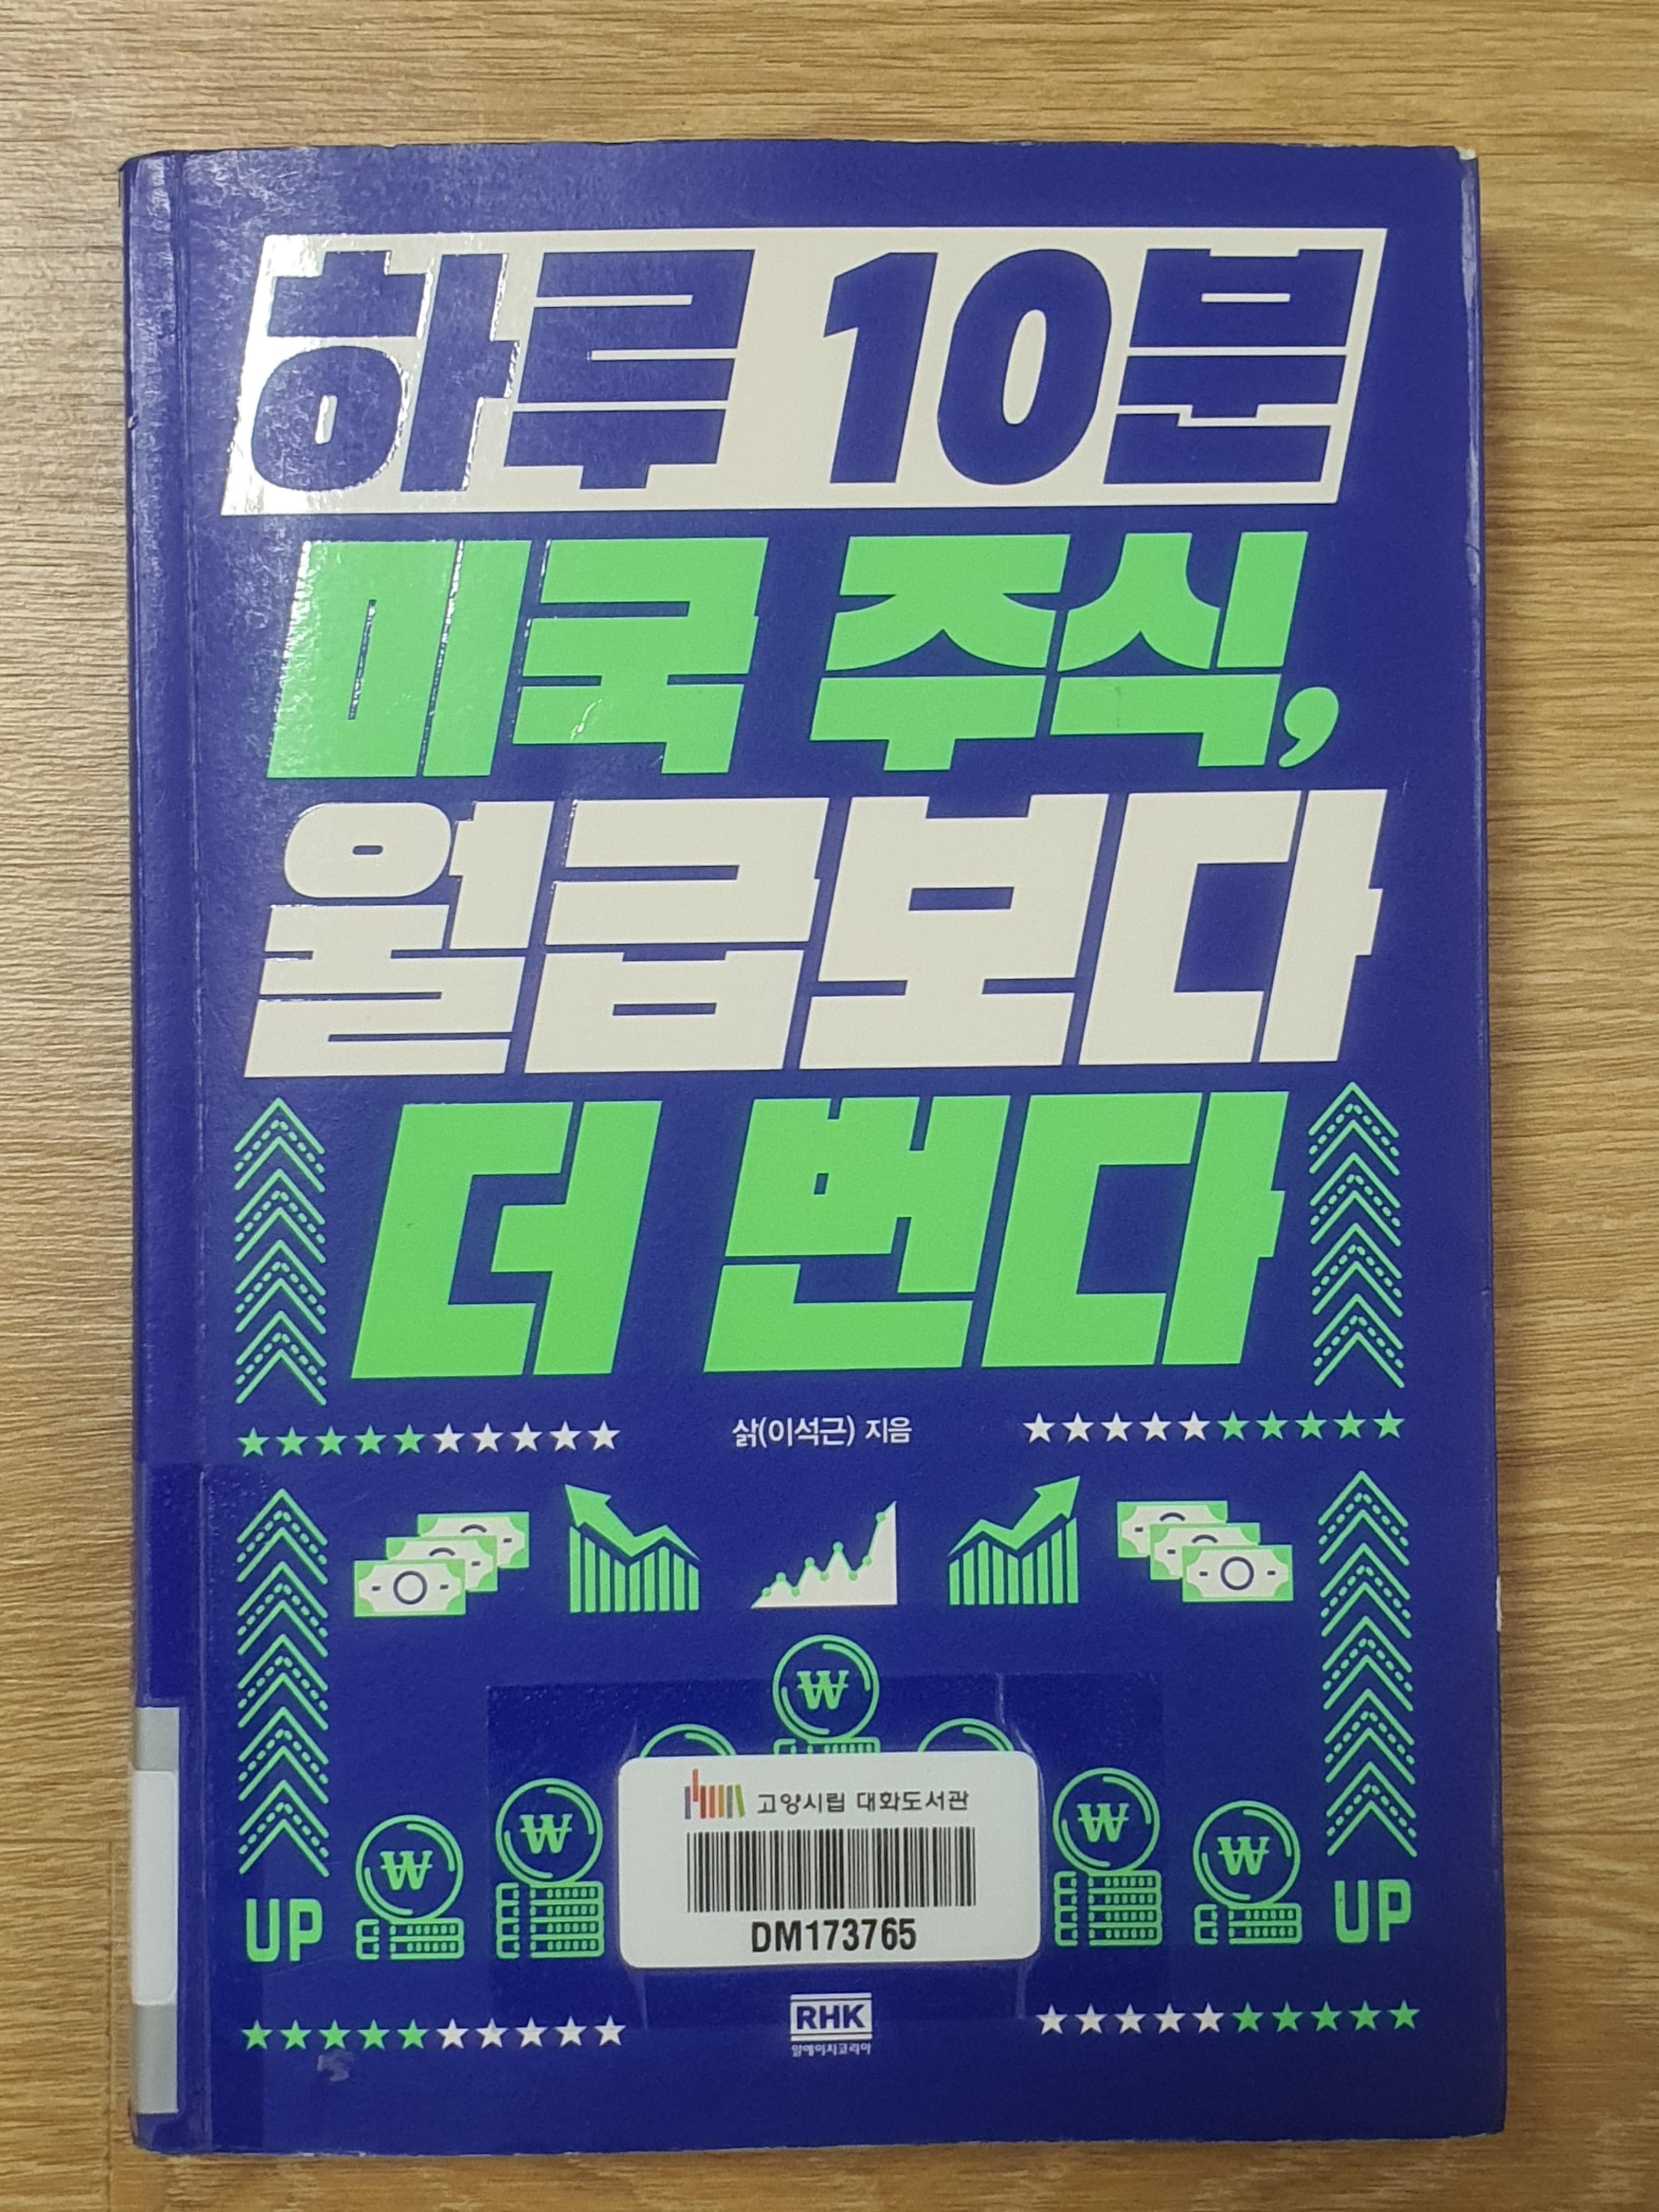 하루 10분
미국 주식,
월급보다
더 번다
삵(이석근) 지음
₩
₩
₩
₩
₩
고양시립 대화도서관
DM173765
UP
UP
RHK
알에이치코리아